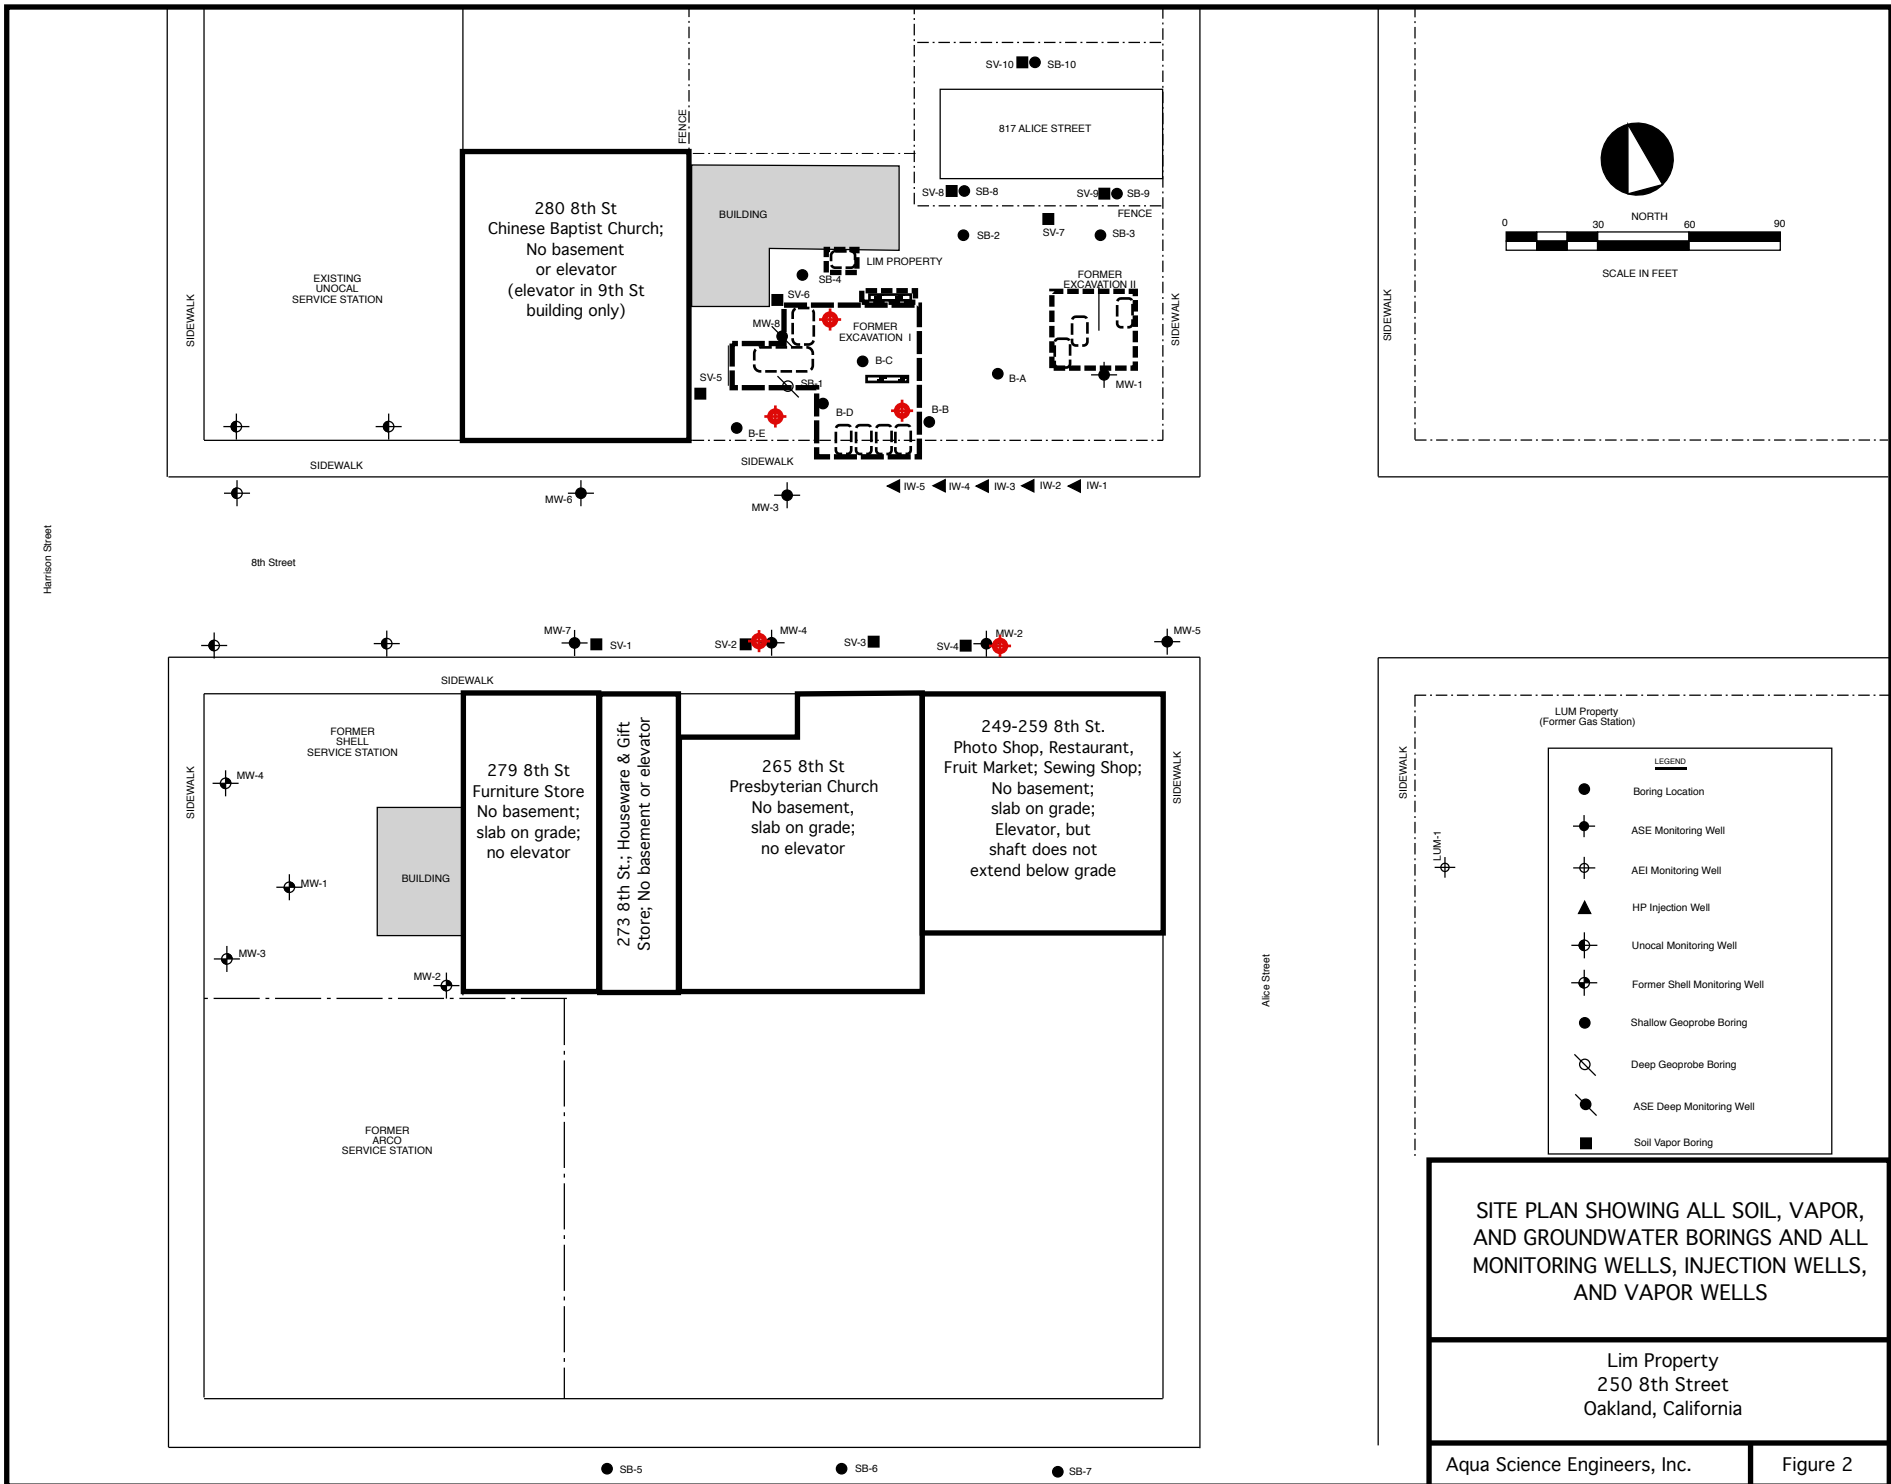 SV-10
SB-10
817 ALICE STREET
FENCE
280 8th St
Chinese Baptist Church;
No basement
or elevator
(elevator in 9th St
building only)
BUILDING
SV-8
SB-8
SV-9
SB-9
FENCE
SB-2
SV-7
SB-3
NORTH
0
30
60
90
SCALE IN FEET
EXISTING
UNOCAL
SERVICE STATION
LIM PROPERTY
SB-4
SV-6
FORMER
EXCAVATION II
SIDEWALK
SIDEWALK
SIDEWALK
MW-8
FORMER
EXCAVATION I
B-C
SV-5
SB-1
B-A
MW-1
B-D
B-B
B-E
SIDEWALK
SIDEWALK
MW-6
MW-3
IW-5
IW-4
IW-3
IW-2
IW-1
Harrison Street
8th Street
MW-7
SV-1
SV-2
MW-4
SV-3
SV-4
MW-2
MW-5
SIDEWALK
FORMER
SHELL
SERVICE STATION
SIDEWALK
MW-4
MW-1
MW-3
MW-2
BUILDING
279 8th St
Furniture Store
No basement;
slab on grade;
no elevator
273 8th St.; Houseware & Gift
Store; No basement or elevator
265 8th St
Presbyterian Church
No basement,
slab on grade;
no elevator
249-259 8th St.
Photo Shop, Restaurant,
Fruit Market; Sewing Shop;
No basement;
slab on grade;
Elevator, but
shaft does not
extend below grade
SIDEWALK
Alice Street
SIDEWALK
LUM Property
(Former Gas Station)
LUM-1
LEGEND
Boring Location
ASE Monitoring Well
AEI Monitoring Well
HP Injection Well
Unocal Monitoring Well
Former Shell Monitoring Well
Shallow Geoprobe Boring
Deep Geoprobe Boring
ASE Deep Monitoring Well
Soil Vapor Boring
FORMER
ARCO
SERVICE STATION
SB-5
SB-6
SB-7
SITE PLAN SHOWING ALL SOIL, VAPOR,
AND GROUNDWATER BORINGS AND ALL
MONITORING WELLS, INJECTION WELLS,
AND VAPOR WELLS
Lim Property
250 8th Street
Oakland, California
Aqua Science Engineers, Inc.
Figure 2